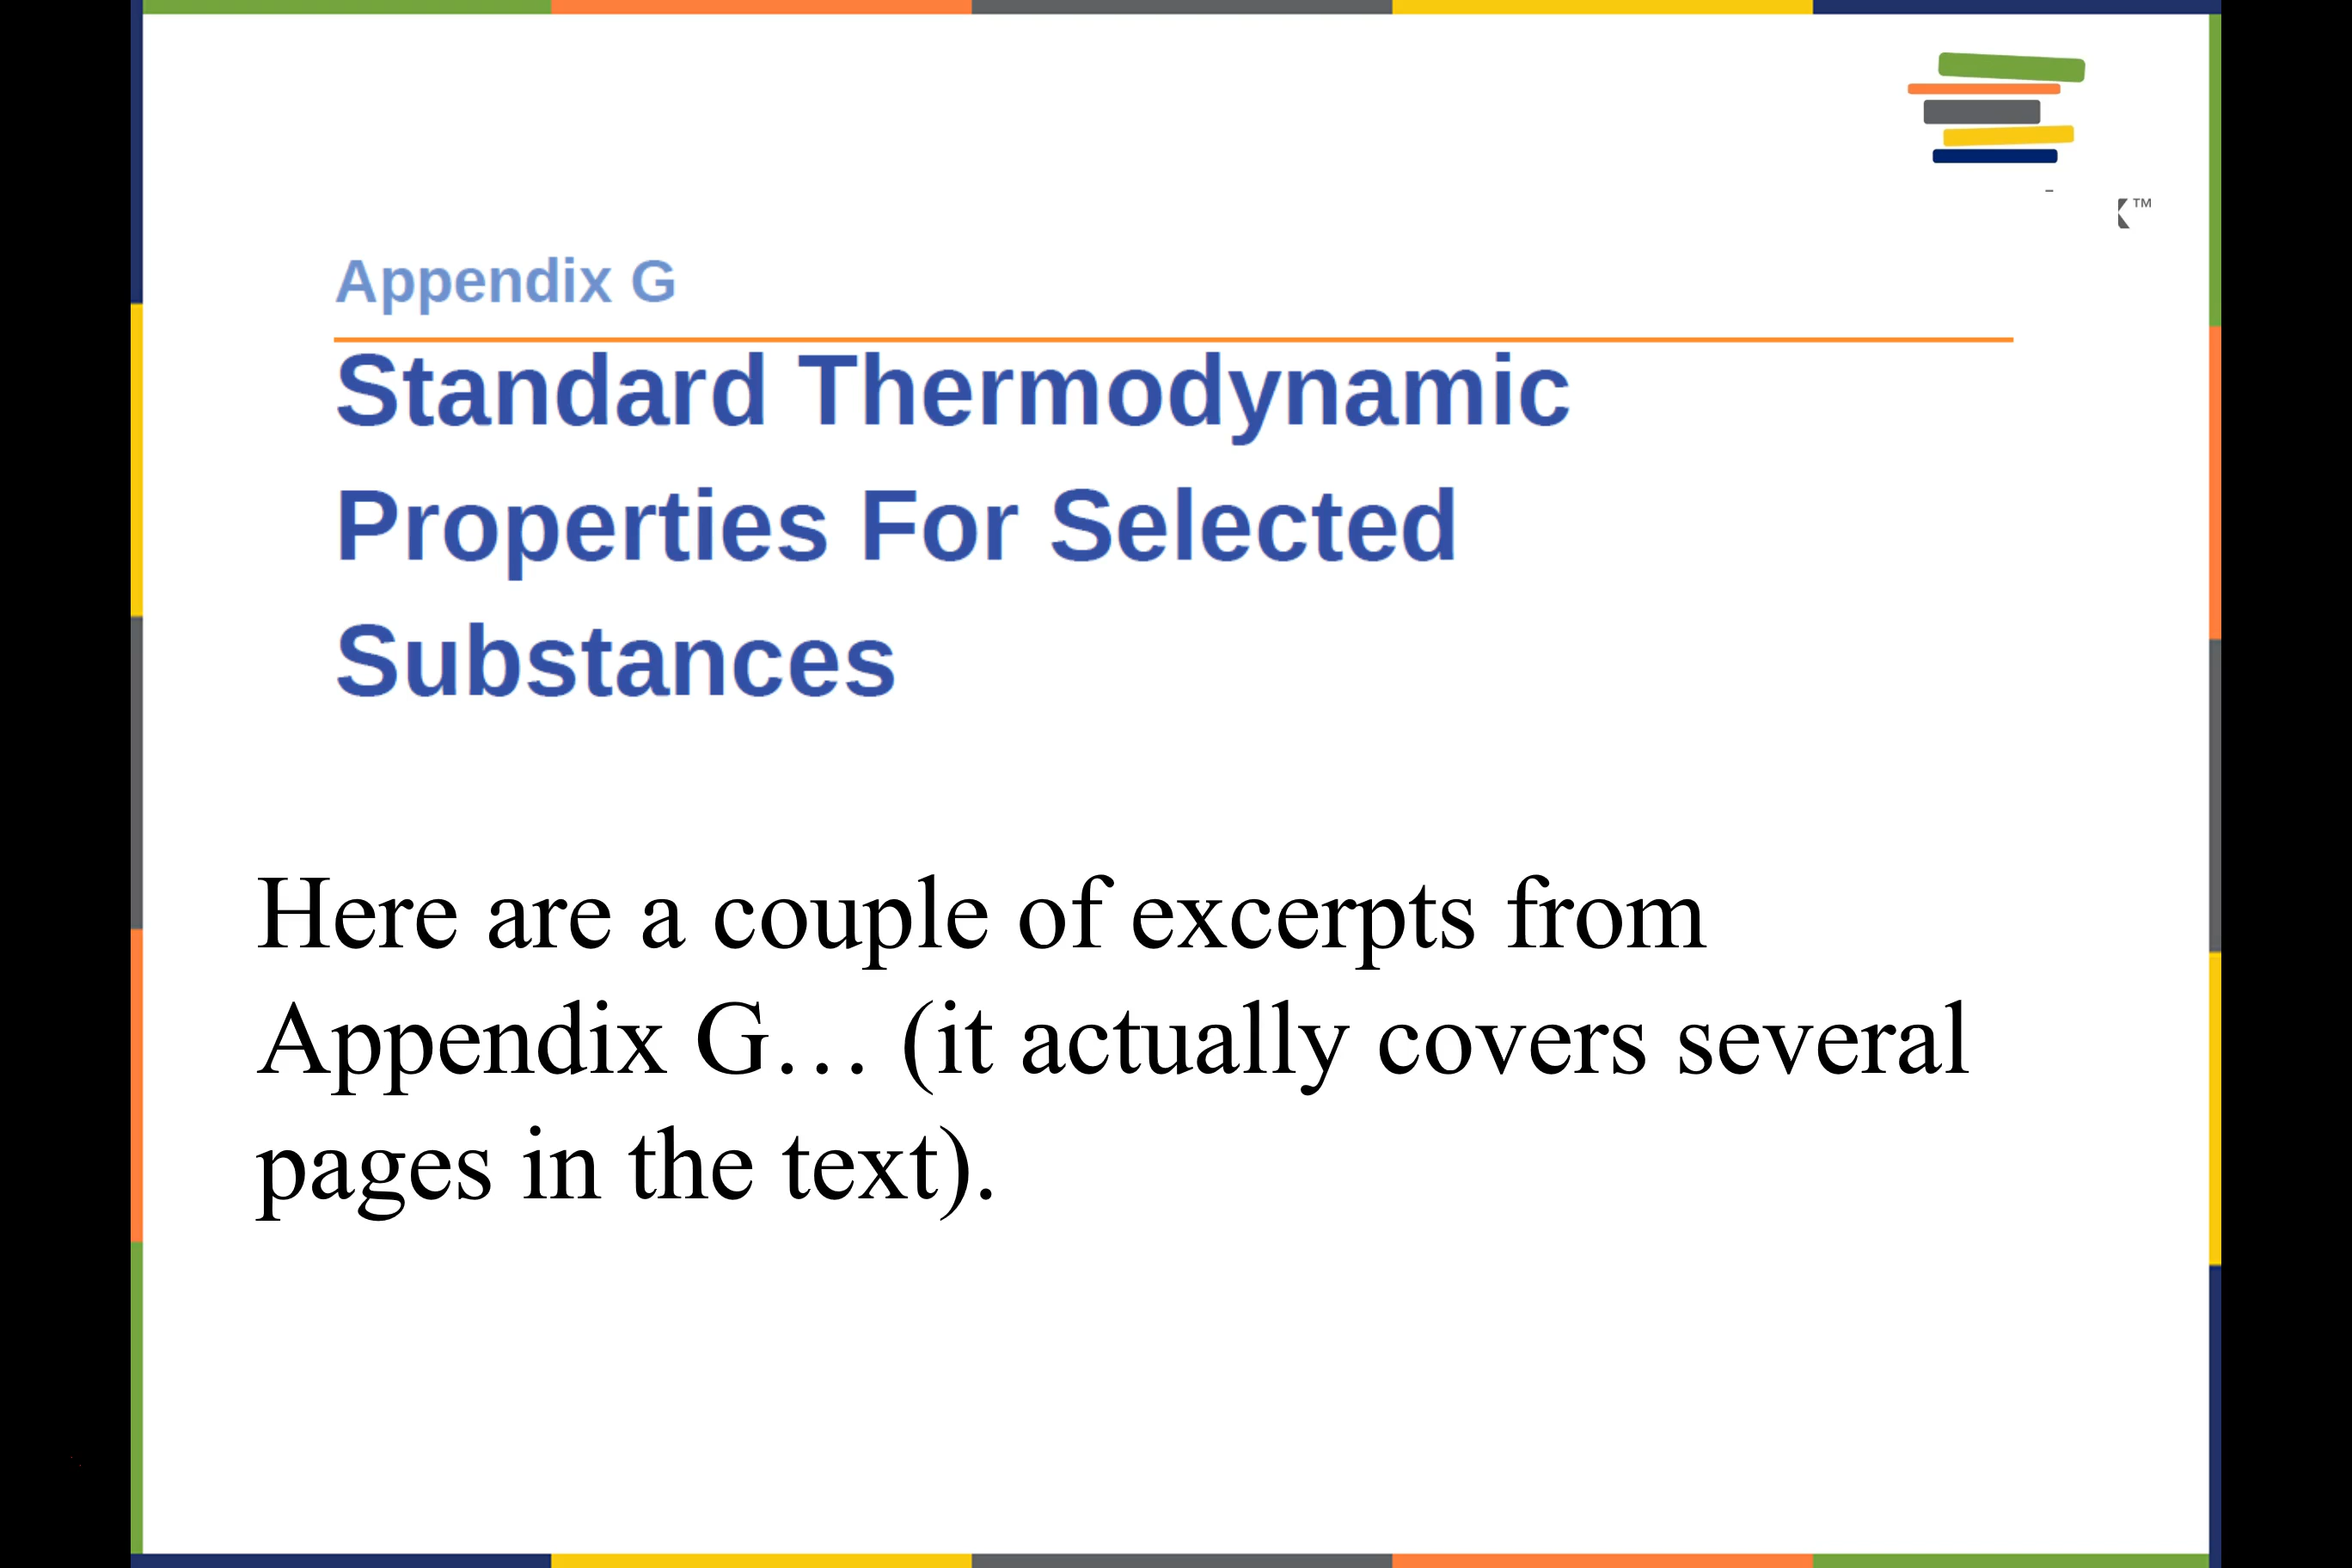 K™
Appendix G
Standard Thermodynamic
Properties For Selected
Substances
Here are a couple of excerpts from
Appendix G… (it actually covers several
pages in the text).